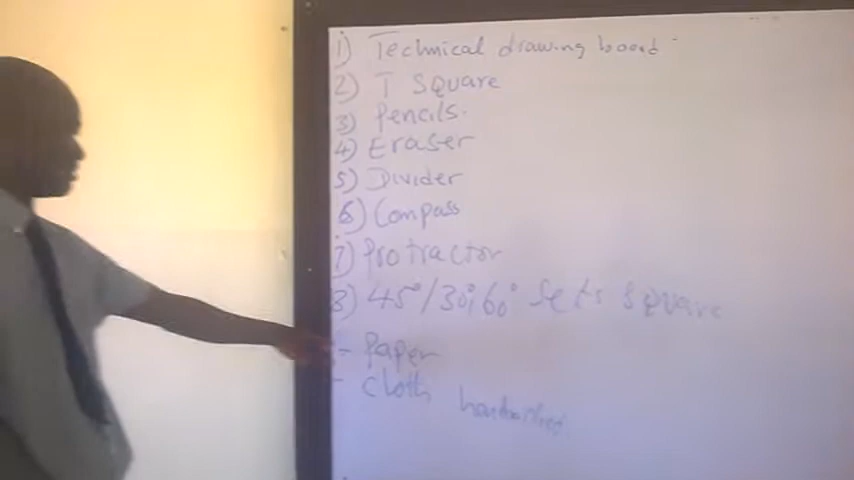 1) Technical drawing board
2) T Square
3) Pencils.
4) Eraser
5) Divider
6) Compass
7) Protractor
8) 45°/30°,60° Sets Square
- Paper
- Cloth